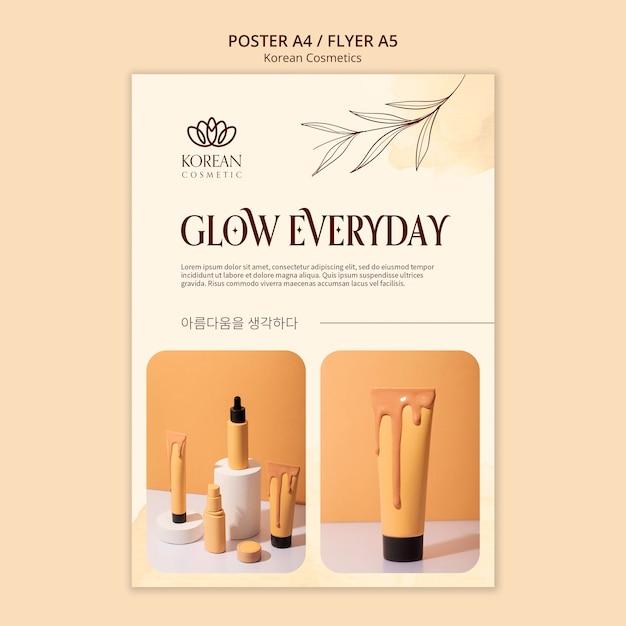 POSTER A4 / FLYER A5
Korean Cosmetics
KOREAN
COSMETIC
GLOW EVERYDAY
Lorem ipsum dolor sit amet, consectetur adipiscing elit, sed do eiusmod tempor
incididunt ut labore et dolore magna aliqua. Quis ipsum suspendisse ultrices
gravida. Risus commodo viverra maecenas accumsan lacus vel facilisis.
아름다움을 생각하다